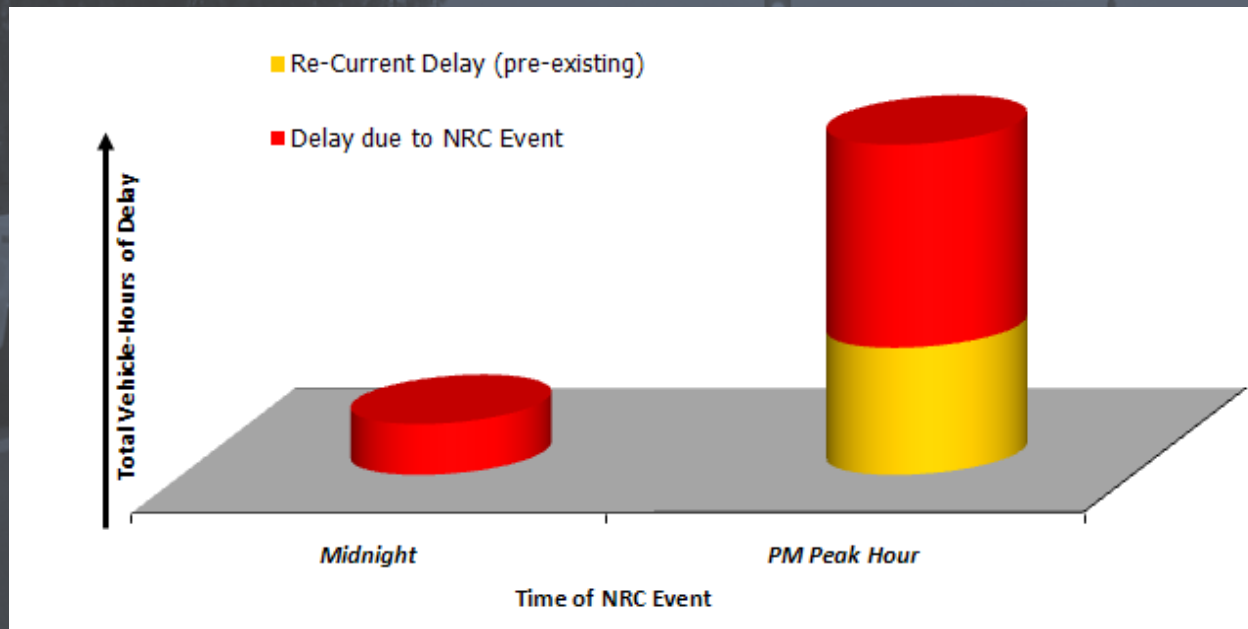 Re-Current Delay (pre-existing)
Delay due to NRC Event
Total Vehicle-Hours of Delay
Midnight
PM Peak Hour
Time of NRC Event